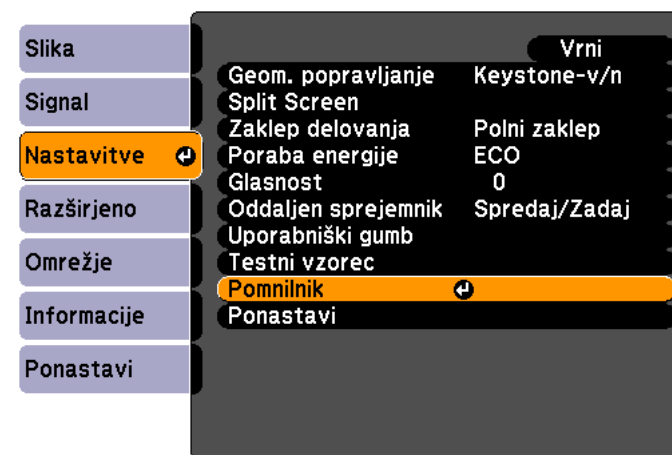 Slika
Signal
Nastavitve
Razširjeno
Omrežje
Informacije
Ponastavi
Vrni
Geom. popravljanje Keystone-v/n
Split Screen
Zaklep delovanja Polni zaklep
Poraba energije ECO
Glasnost 0
Oddaljen sprejemnik Spredaj/Zadaj
Uporabniški gumb
Testni vzorec
Pomnilnik
Ponastavi